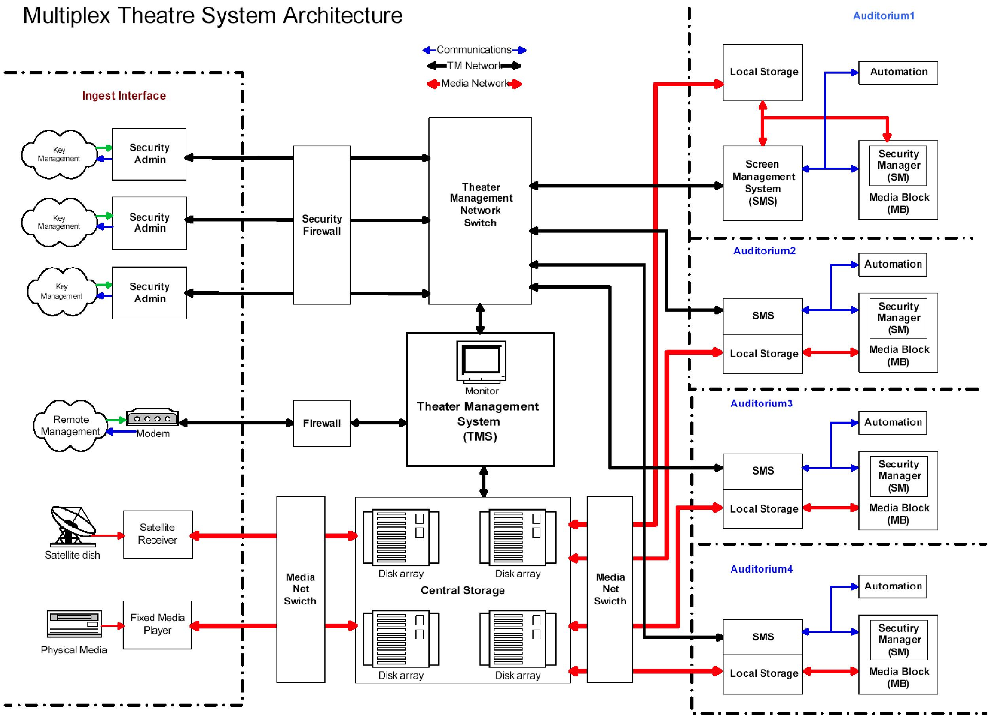 Multiplex Theatre System Architecture
Communications
TM Network
Media Network
Ingest Interface
Key
Management
Security
Admin
Key
Management
Security
Admin
Key
Management
Security
Admin
Security
Firewall
Theater
Management
Network
Switch
Remote
Management
Modem
Firewall
Monitor
Theater Management
System
(TMS)
Satellite dish
Satellite
Receiver
Physical Media
Fixed Media
Player
Media
Net
Swicth
Disk array
Disk array
Central Storage
Disk array
Disk array
Media
Net
Swicth
Auditorium1
Local Storage
Automation
Screen
Management
System
(SMS)
Security
Manager
(SM)
Media Block
(MB)
Auditorium2
Automation
SMS
Local Storage
Security
Manager
(SM)
Media Block
(MB)
Auditorium3
Automation
SMS
Local Storage
Security
Manager
(SM)
Media Block
(MB)
Auditorium4
Automation
SMS
Local Storage
Secutiry
Manager
(SM)
Media Block
(MB)